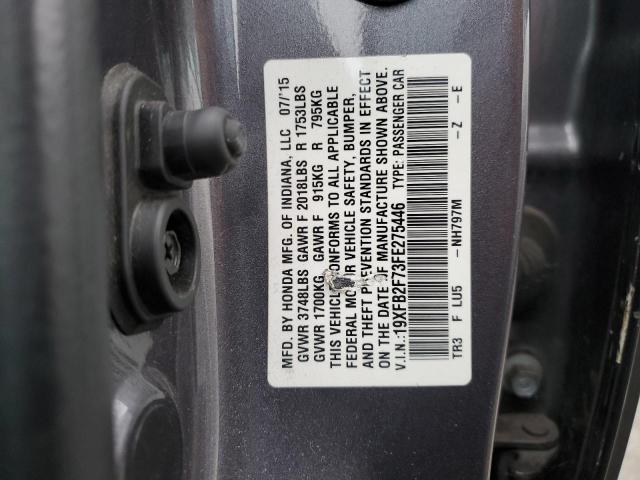 MFD. BY HONDA MFG. OF INDIANA, LLC 07/'15
GVWR 3748LBS GAWR F 2018LBS R 1753LBS
GVWR 1700KG GAWR F 915KG R 795KG
THIS VEHICLE CONFORMS TO ALL APPLICABLE
FEDERAL MOTOR VEHICLE SAFETY, BUMPER,
AND THEFT PREVENTION STANDARDS IN EFFECT
ON THE DATE OF MANUFACTURE SHOWN ABOVE.
V.I.N.:19XFB2F73FE275446 TYPE: PASSENGER CAR
TR3 F LU5 -NH797M -Z -E